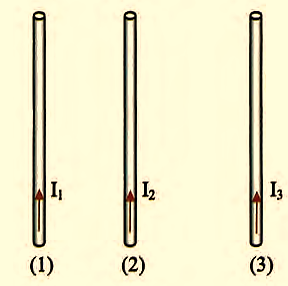 I₁ I₂ I₃
(1) (2) (3)